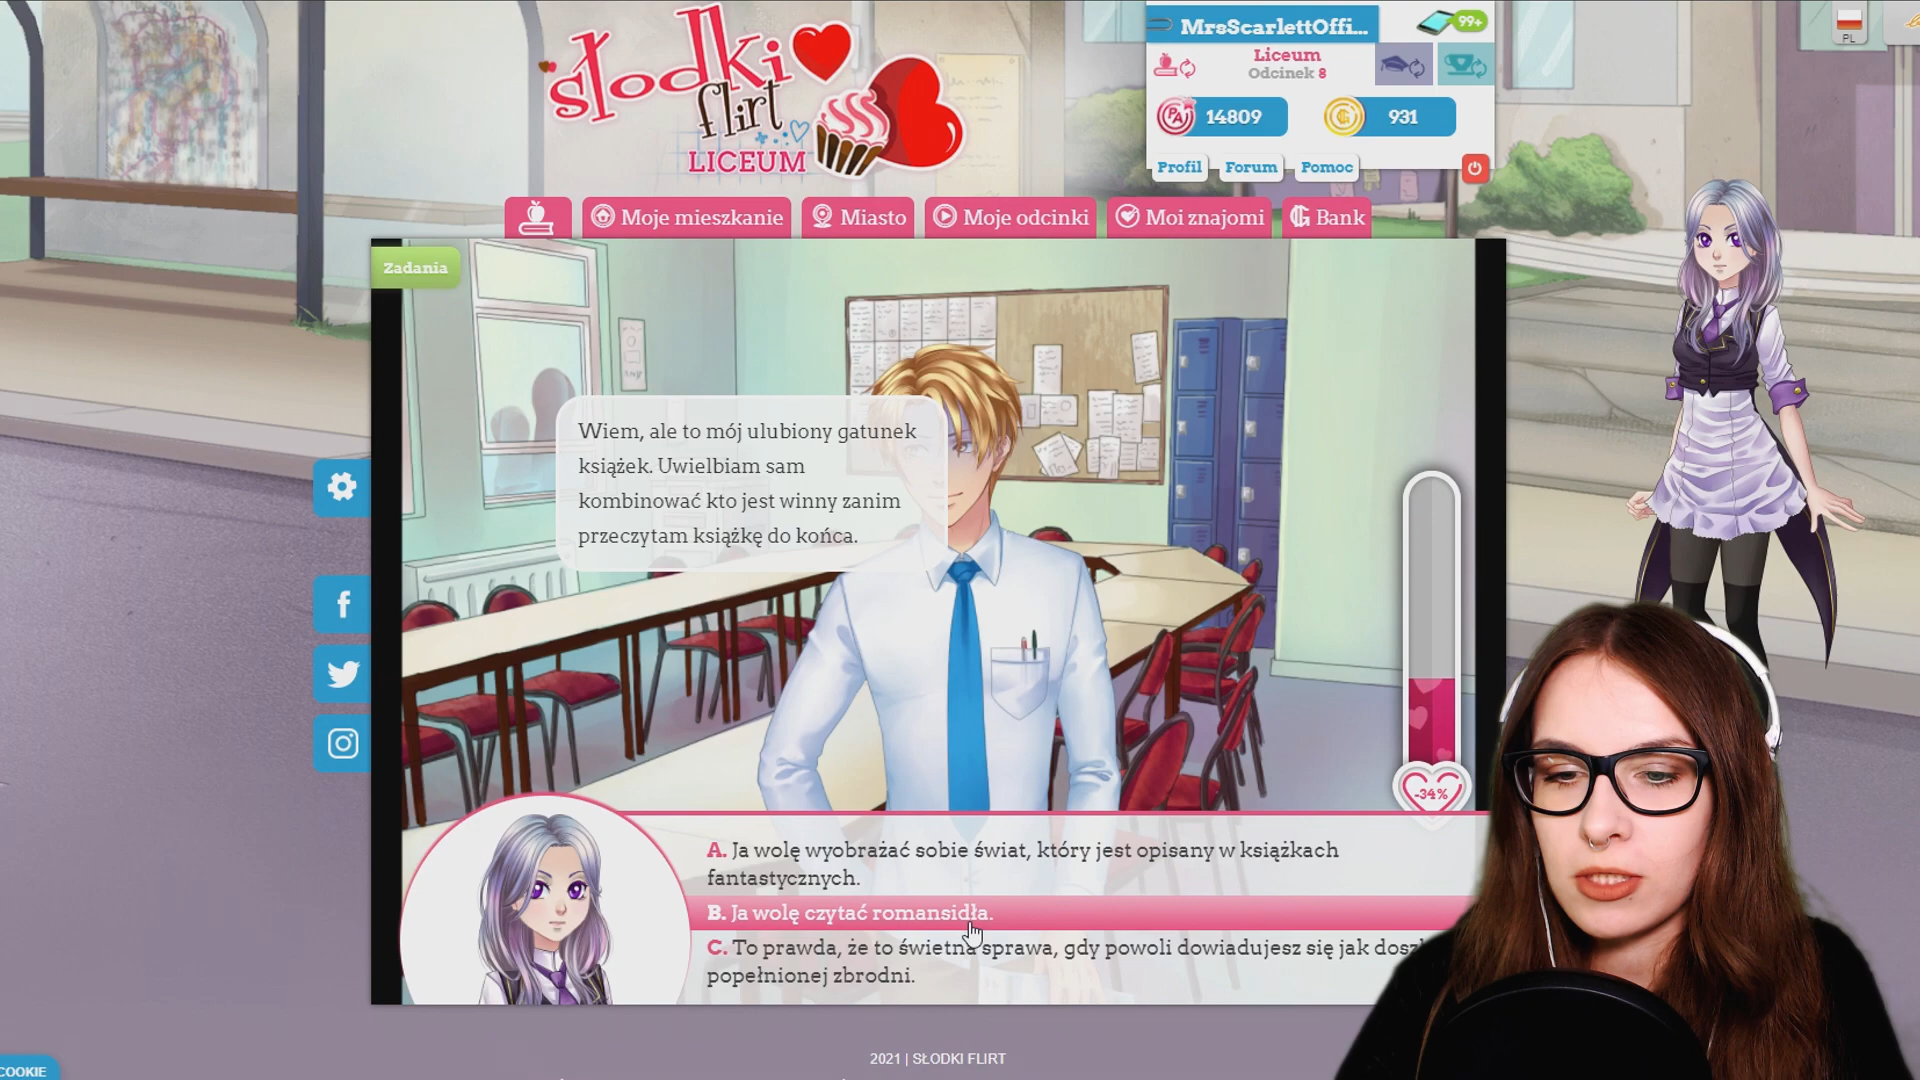 słodki
flirt
LICEUM
MrsScarlettOffi...
99+
Liceum
Odcinek 8
PA
14809
931
Profil
Forum
Pomoc
PL
Moje mieszkanie
Miasto
Moje odcinki
Moi znajomi
Bank
Zadania
Wiem, ale to mój ulubiony gatunek
książek. Uwielbiam sam
kombinować kto jest winny zanim
przeczytam książkę do końca.
-34%
A. Ja wolę wyobrażać sobie świat, który jest opisany w książkach
fantastycznych.
B. Ja wolę czytać romansidła.
C. To prawda, że to świetna sprawa, gdy powoli dowiadujesz się jak
popełnionej zbrodni.
2021 | SŁODKI FLIRT
COOKIE